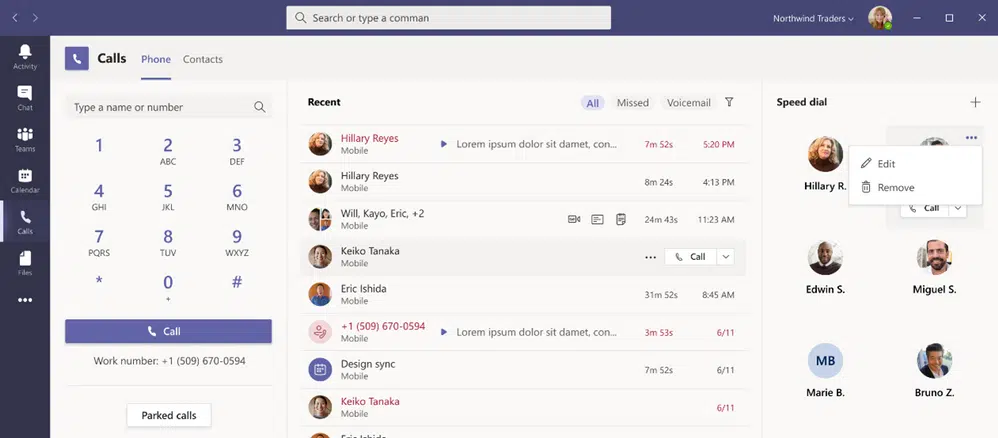 Search or type a comman
Northwind Traders
Activity
Chat
Teams
Calendar
Calls
Files
Calls
Phone
Contacts
Type a name or number
1
2
ABC
3
DEF
4
GHI
5
JKL
6
MNO
7
PQRS
8
TUV
9
WXYZ
*
0
+
#
Call
Work number: +1 (509) 670-0594
Parked calls
Recent
All
Missed
Voicemail
Hillary Reyes
Mobile
Lorem ipsum dolor sit damet, con...
7m 52s
5:20 PM
Hillary Reyes
Mobile
8m 24s
4:13 PM
Will, Kayo, Eric, +2
Mobile
24m 43s
11:23 AM
Keiko Tanaka
Mobile
Call
Eric Ishida
Mobile
31m 52s
8:45 AM
+1 (509) 670-0594
Mobile
Lorem ipsum dolor sit damet, con...
3m 53s
6/11
Design sync
Mobile
7m 52s
6/11
Keiko Tanaka
Mobile
6/11
Eric Ishida
Speed dial
Hillary R.
Edit
Remove
Call
Edwin S.
Miguel S.
MB
Marie B.
Bruno Z.